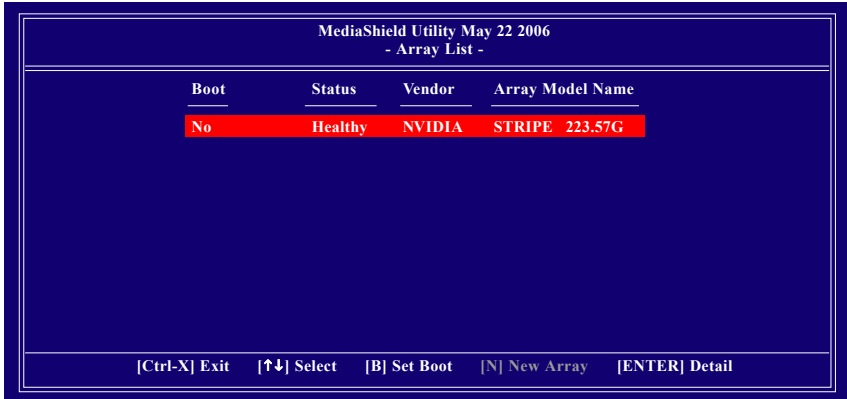 MediaShield Utility May 22 2006
- Array List -
Boot Status Vendor Array Model Name
No Healthy NVIDIA STRIPE 223.57G
[Ctrl-X] Exit [↑↓] Select [B] Set Boot [N] New Array [ENTER] Detail